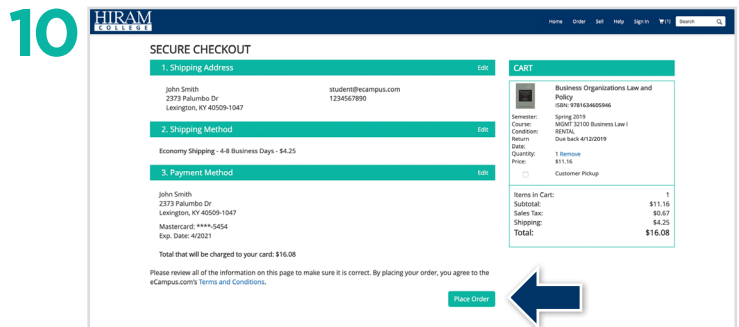 10
HIRAM
COLLEGE
Home Order Sell Help Sign In (1) Search
SECURE CHECKOUT
1. Shipping Address Edit
John Smith student@ecampus.com
2373 Palumbo Dr 1234567890
Lexington, KY 40509-1047
2. Shipping Method Edit
Economy Shipping - 4-8 Business Days - $4.25
3. Payment Method Edit
John Smith
2373 Palumbo Dr
Lexington, KY 40509-1047
Mastercard: ****-5454
Exp. Date: 4/2021
Total that will be charged to your card: $16.08
Please review all of the information on this page to make sure it is correct. By placing your order, you agree to the
eCampus.com's Terms and Conditions.
Place Order
CART
Business Organizations Law and
Policy
ISBN: 9781634605946
Semester: Spring 2019
Course: MGMT 32100 Business Law I
Condition: RENTAL
Return Due back 4/12/2019
Date:
Quantity: 1 Remove
Price: $11.16
Customer Pickup
Items in Cart: 1
Subtotal: $11.16
Sales Tax: $0.67
Shipping: $4.25
Total: $16.08